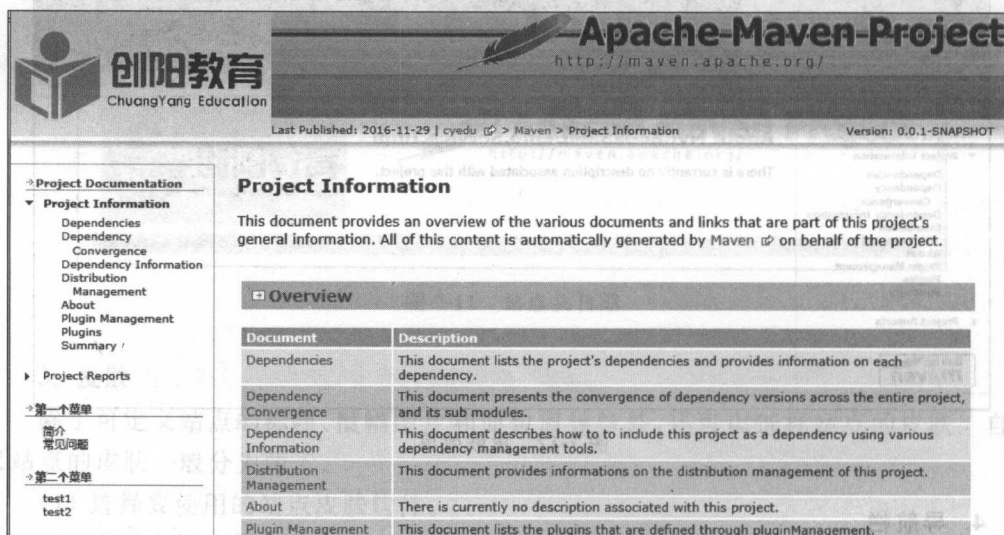 创阳教育
ChuangYang Education
Apache Maven Project
http://maven.apache.org/
Last Published: 2016-11-29 | cyedu > Maven > Project Information
Version: 0.0.1-SNAPSHOT
Project Documentation
Project Information
Dependencies
Dependency
Convergence
Dependency Information
Distribution
Management
About
Plugin Management
Plugins
Summary
Project Reports
第一个菜单
简介
常见问题
第二个菜单
test1
test2
Project Information
This document provides an overview of the various documents and links that are part of this project's
general information. All of this content is automatically generated by Maven on behalf of the project.
Overview
Document Description
Dependencies This document lists the project's dependencies and provides information on each
dependency.
Dependency This document presents the convergence of dependency versions across the entire project,
Convergence and its sub modules.
Dependency This document describes how to to include this project as a dependency using various
Information dependency management tools.
Distribution This document provides informations on the distribution management of this project.
Management
About There is currently no description associated with this project.
Plugin Management This document lists the plugins that are defined through pluginManagement.